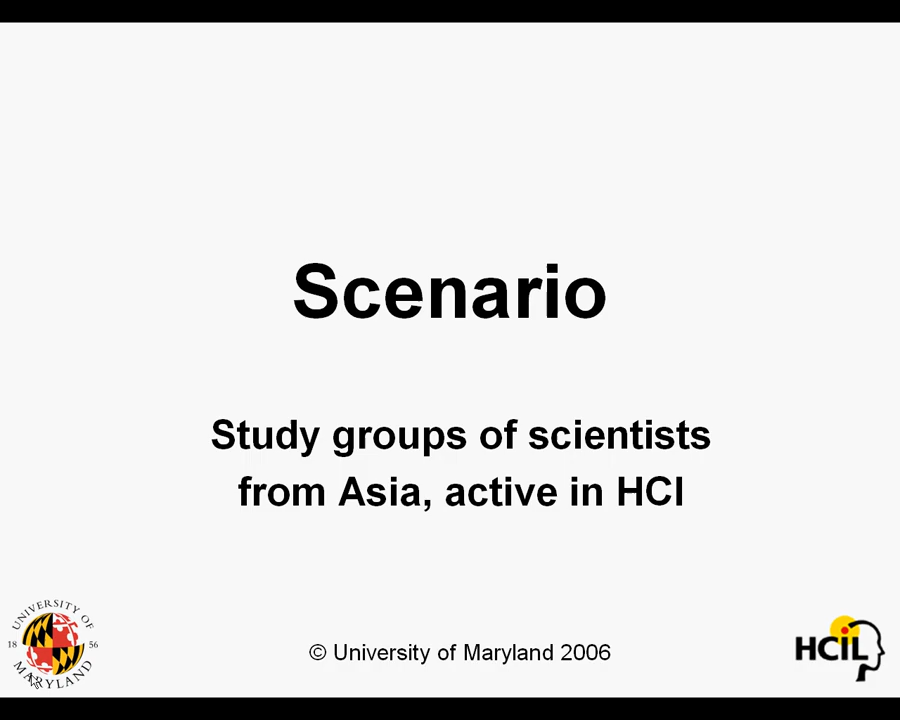 Scenario
Study groups of scientists
from Asia, active in HCI
UNIVERSITY OF
18 56
MARYLAND
© University of Maryland 2006
HCIL